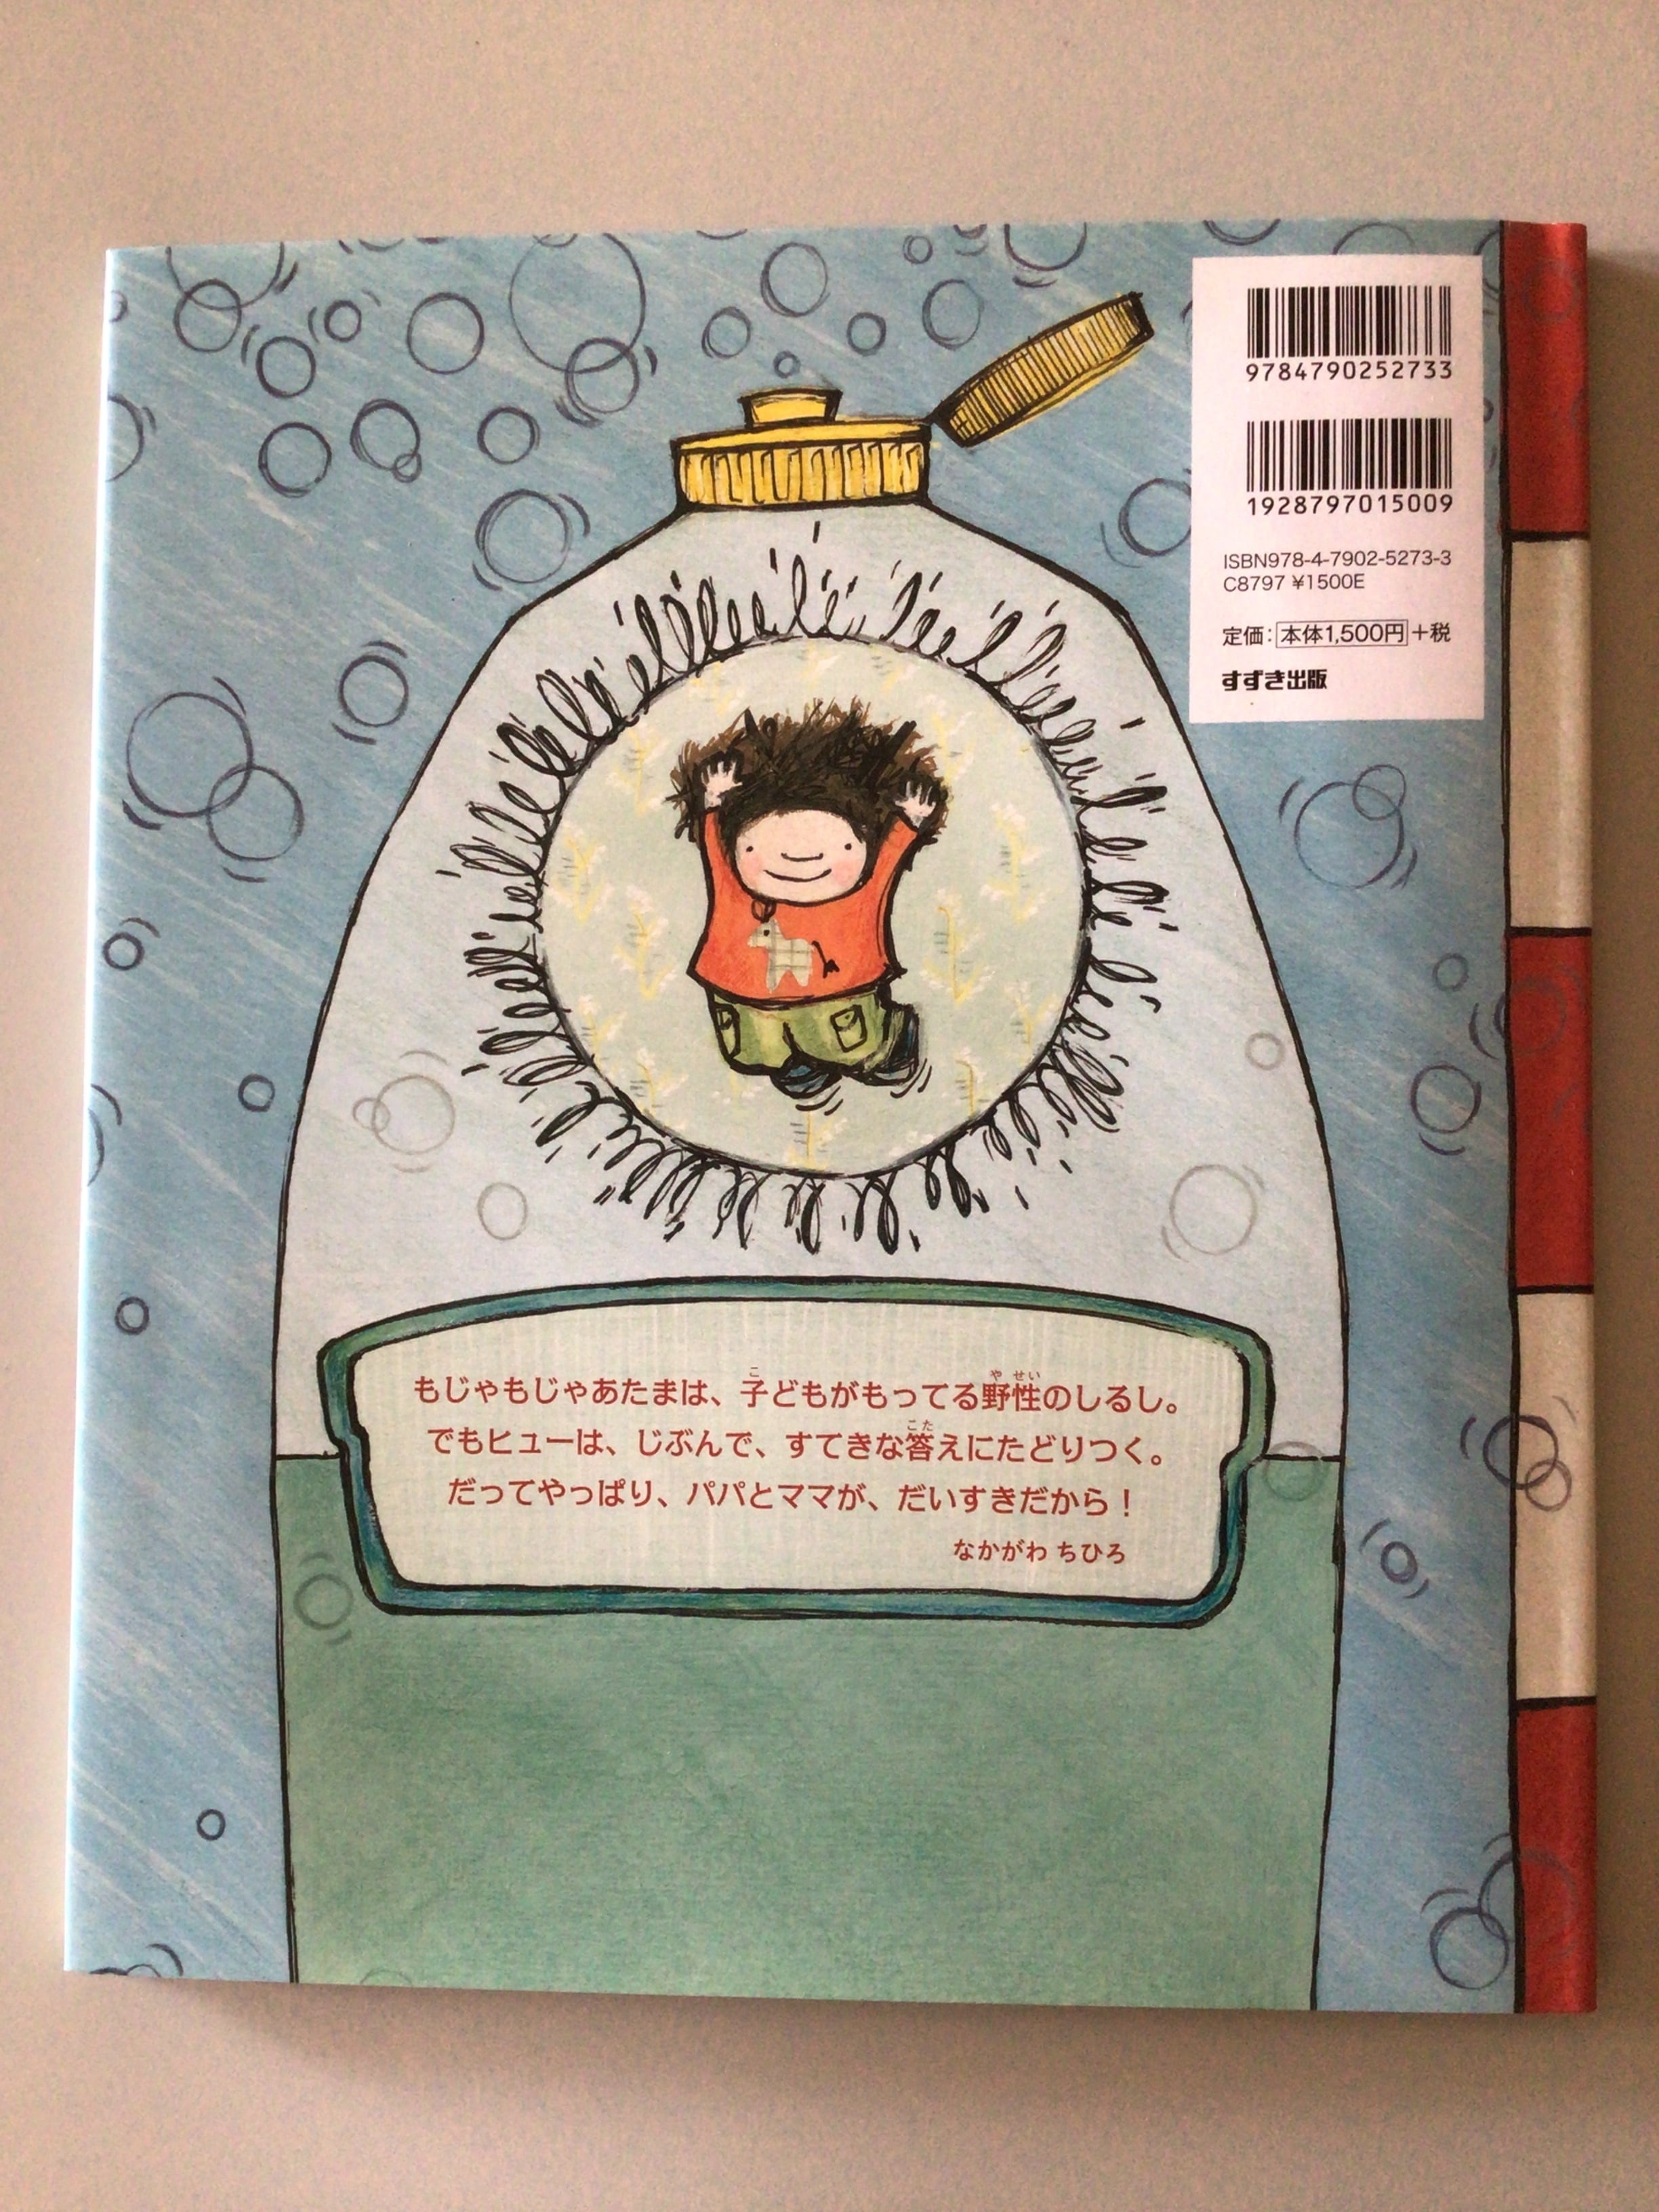 9784790252733
1928797015009
ISBN978-4-7902-5273-3
C8797 ¥1500E
定価：本体1,500円＋税
すずき出版
もじゃもじゃあたまは、子どもがもってる野性のしるし。
でもヒューは、じぶんで、すてきな答えにたどりつく。
だってやっぱり、パパとママが、だいすきだから！
なかがわ ちひろ